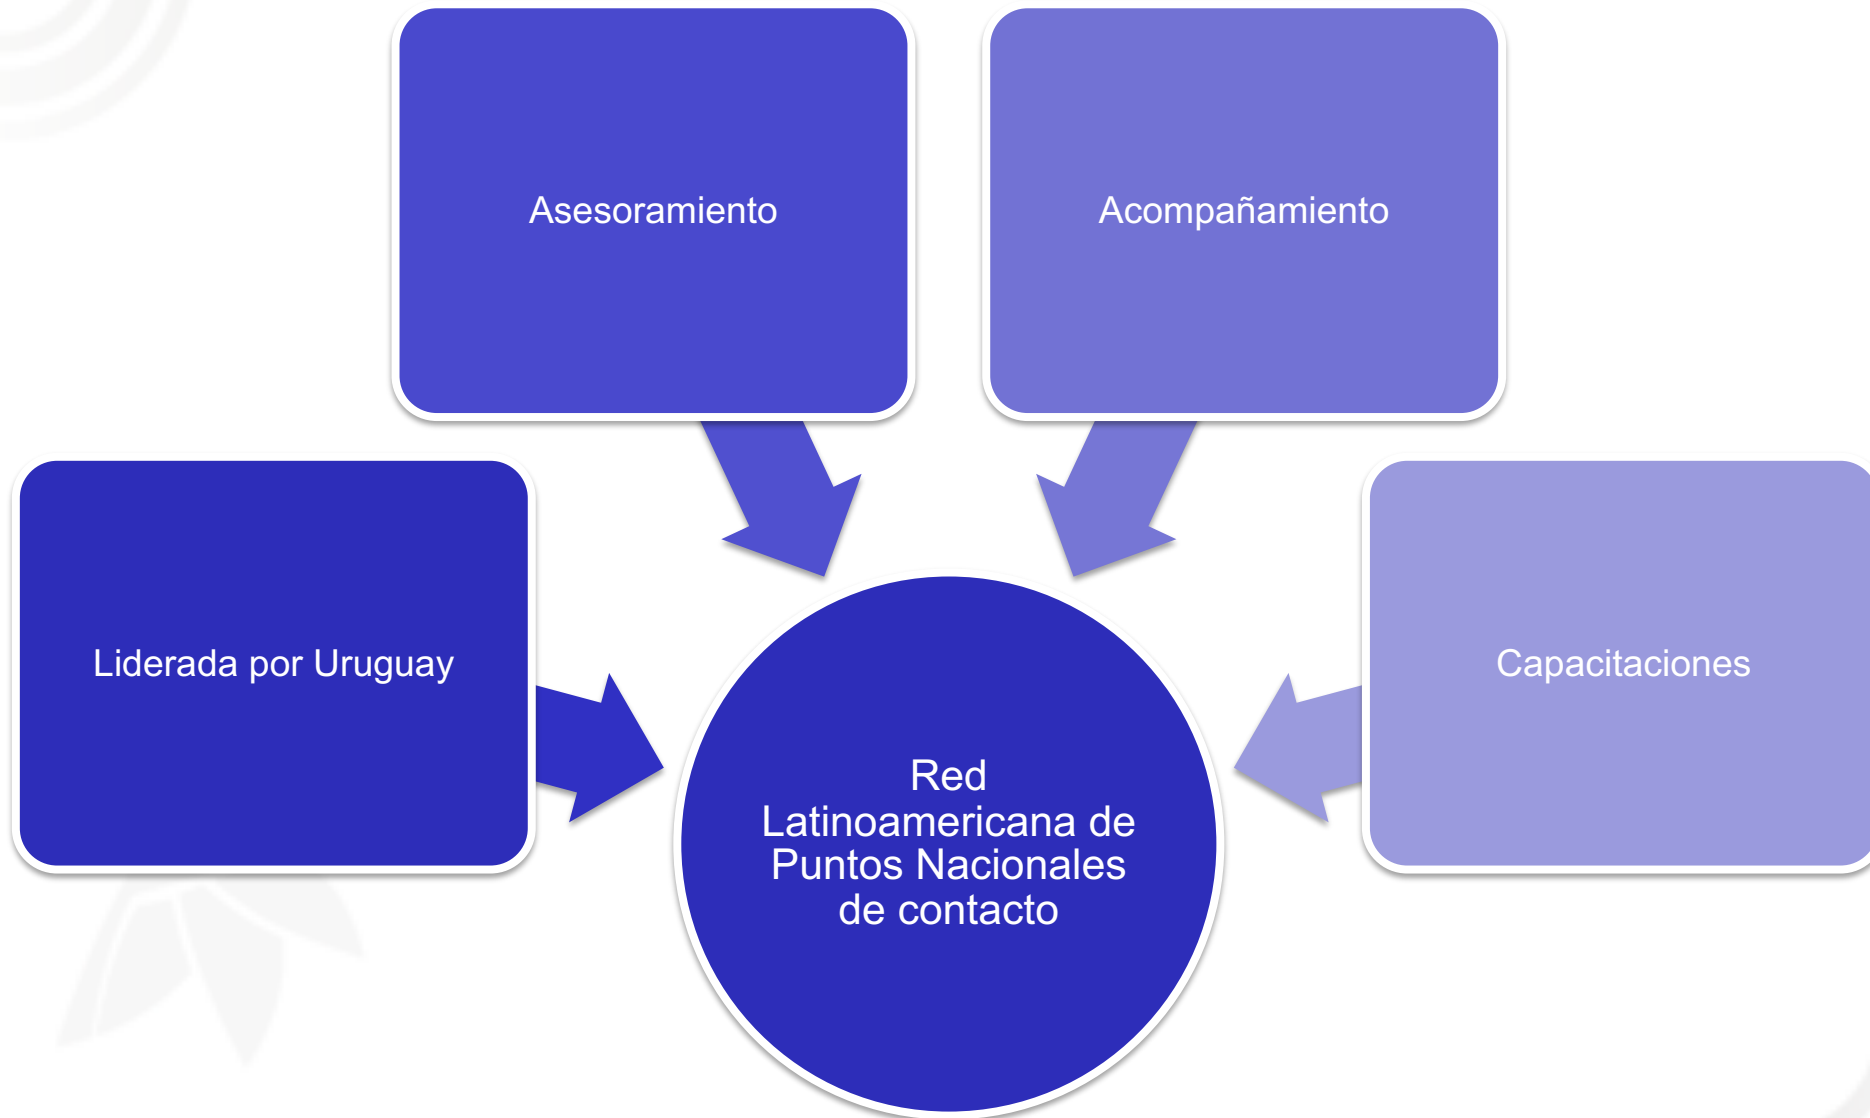 Asesoramiento
Acompañamiento
Liderada por Uruguay
Capacitaciones
Red
Latinoamericana de
Puntos Nacionales
de contacto